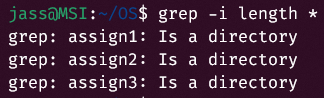 jass@MSI:~/OS$ grep -i length *
grep: assign1: Is a directory
grep: assign2: Is a directory
grep: assign3: Is a directory